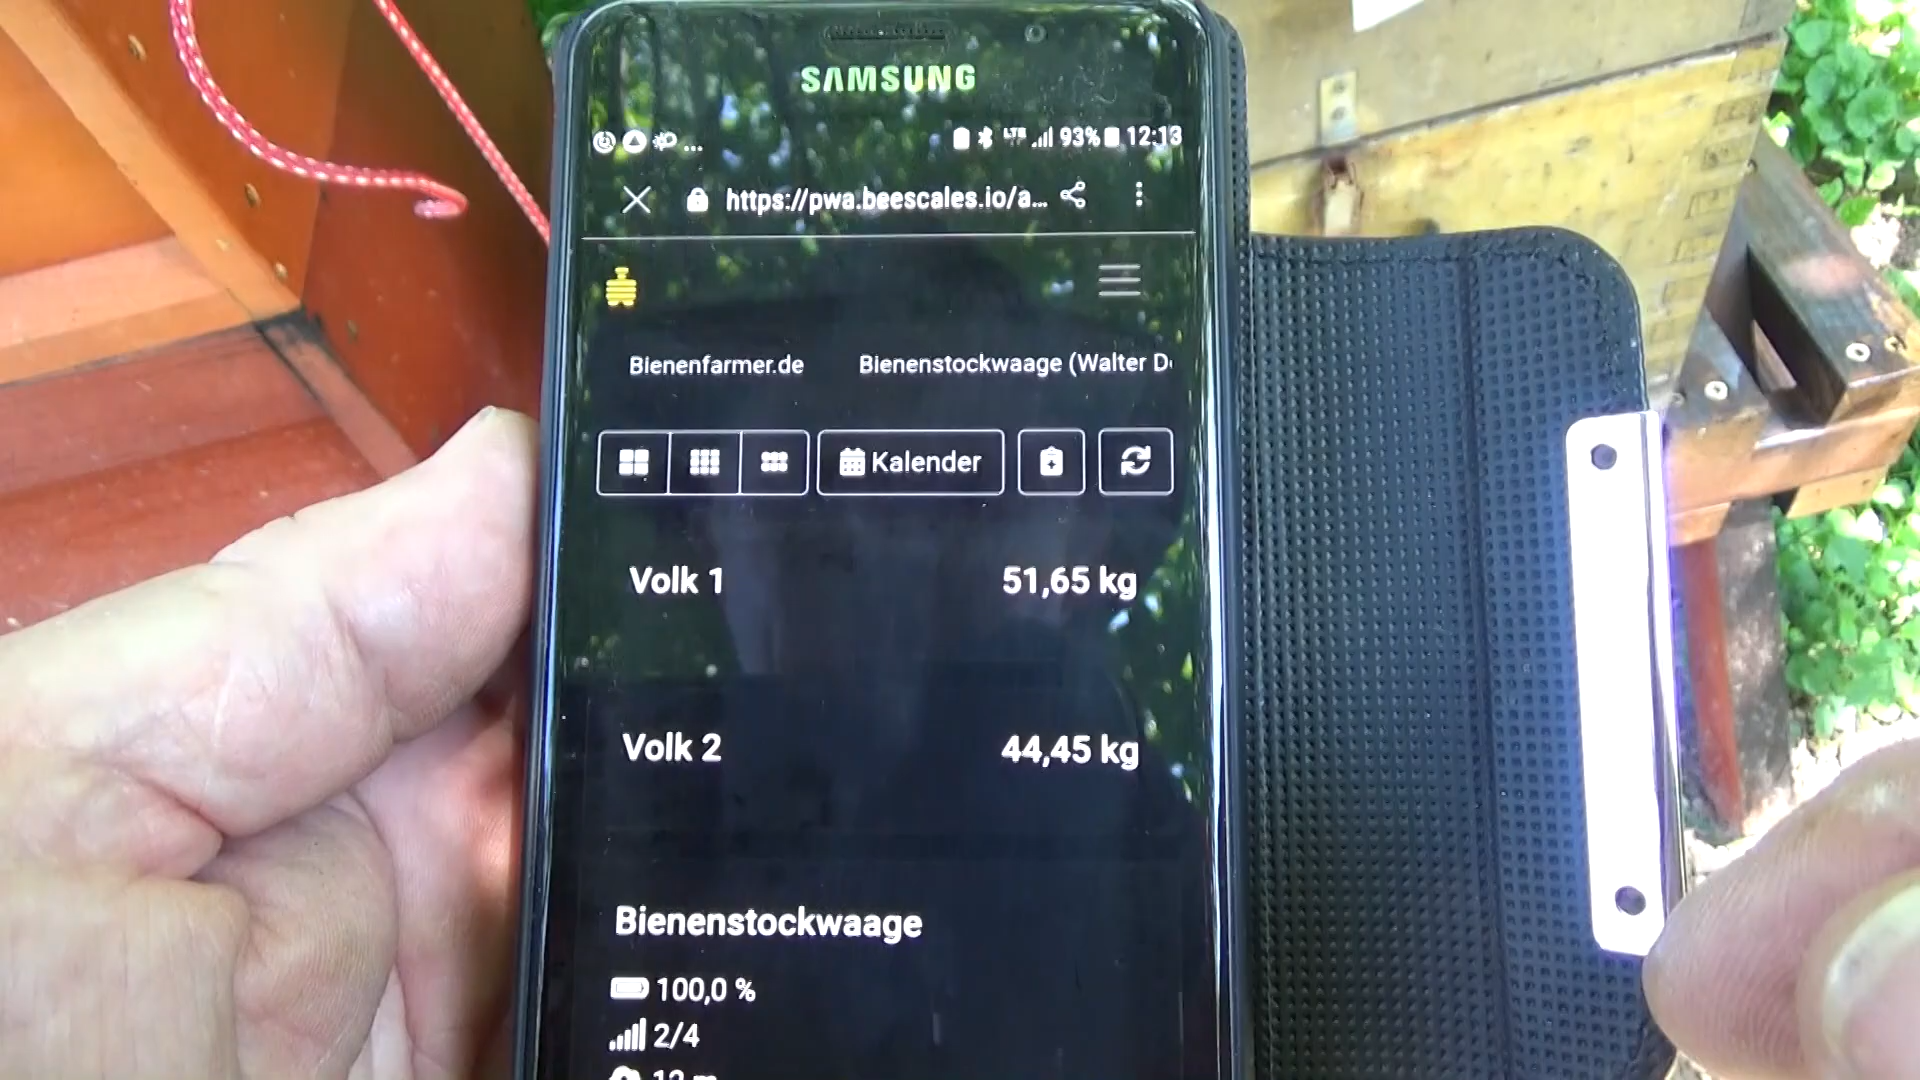 SAMSUNG
... LTE 93% 12:13
https://pwa.beescales.io/a...
Bienenfarmer.de Bienenstockwaage (Walter D
Kalender
Volk 1 51,65 kg
Volk 2 44,45 kg
Bienenstockwaage
100,0 %
2/4